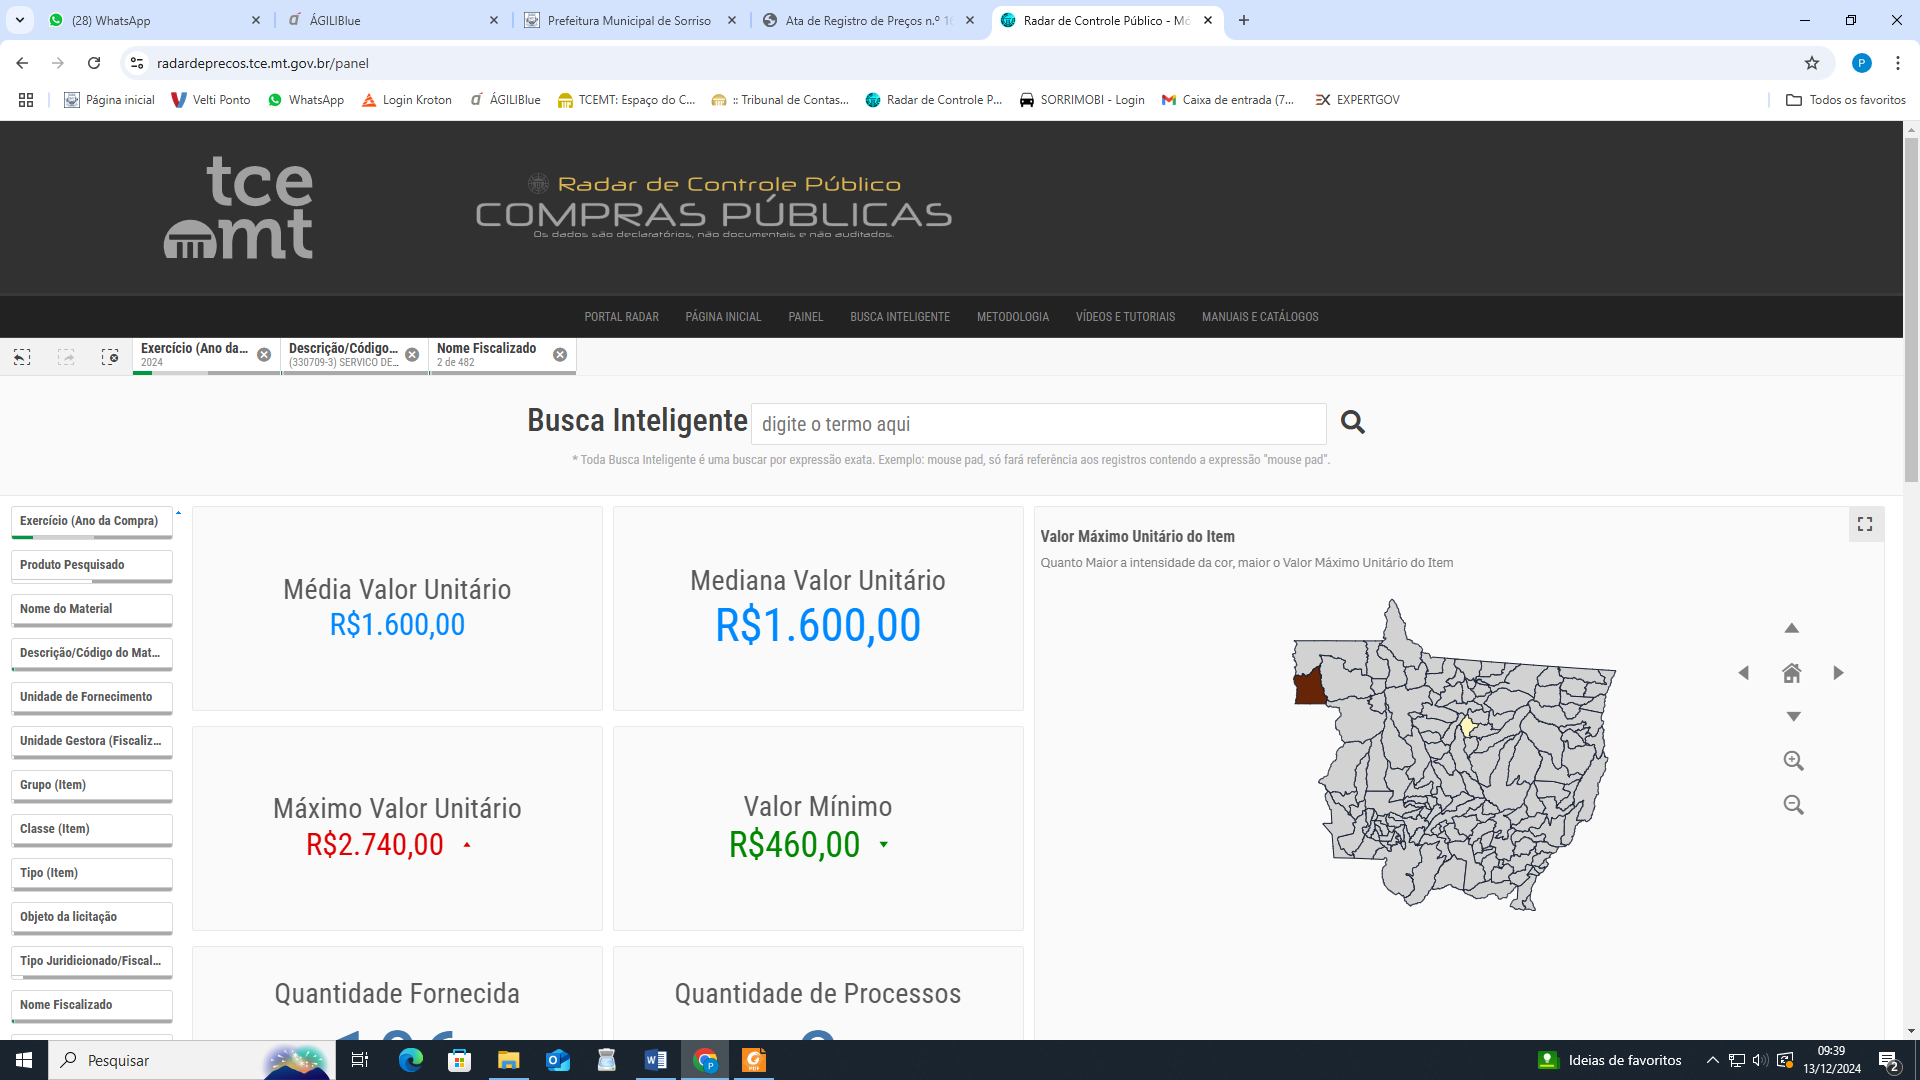 (28) WhatsApp
ÁGILIBlue
Prefeitura Municipal de Sorriso
Ata de Registro de Preços n.º
Radar de Controle Público - Mó
radardeprecos.tce.mt.gov.br/panel
P
Página inicial
Velti Ponto
WhatsApp
Login Kroton
ÁGILIBlue
TCEMT: Espaço do C...
:: Tribunal de Contas...
Radar de Controle P...
SORRIMOBI - Login
Caixa de entrada (7...
EXPERTGOV
Todos os favoritos
tce
mt
Radar de Controle Público
COMPRAS PÚBLICAS
Os dados são declaratórios, não documentais e não auditados.
PORTAL RADAR
PÁGINA INICIAL
PAINEL
BUSCA INTELIGENTE
METODOLOGIA
VÍDEOS E TUTORIAIS
MANUAIS E CATÁLOGOS
Exercício (Ano da...
2024
Descrição/Código...
(330709-3) SERVICO DE...
Nome Fiscalizado
2 de 482
Busca Inteligente
digite o termo aqui
* Toda Busca Inteligente é uma buscar por expressão exata. Exemplo: mouse pad, só fará referência aos registros contendo a expressão "mouse pad".
Exercício (Ano da Compra)
Produto Pesquisado
Nome do Material
Descrição/Código do Mat...
Unidade de Fornecimento
Unidade Gestora (Fiscaliz...
Grupo (Item)
Classe (Item)
Tipo (Item)
Objeto da licitação
Tipo Juridicionado/Fiscal...
Nome Fiscalizado
Média Valor Unitário
R$1.600,00
Mediana Valor Unitário
R$1.600,00
Máximo Valor Unitário
R$2.740,00
Valor Mínimo
R$460,00
Quantidade Fornecida
Quantidade de Processos
Valor Máximo Unitário do Item
Quanto Maior a intensidade da cor, maior o Valor Máximo Unitário do Item
Pesquisar
Ideias de favoritos
09:39
13/12/2024
2